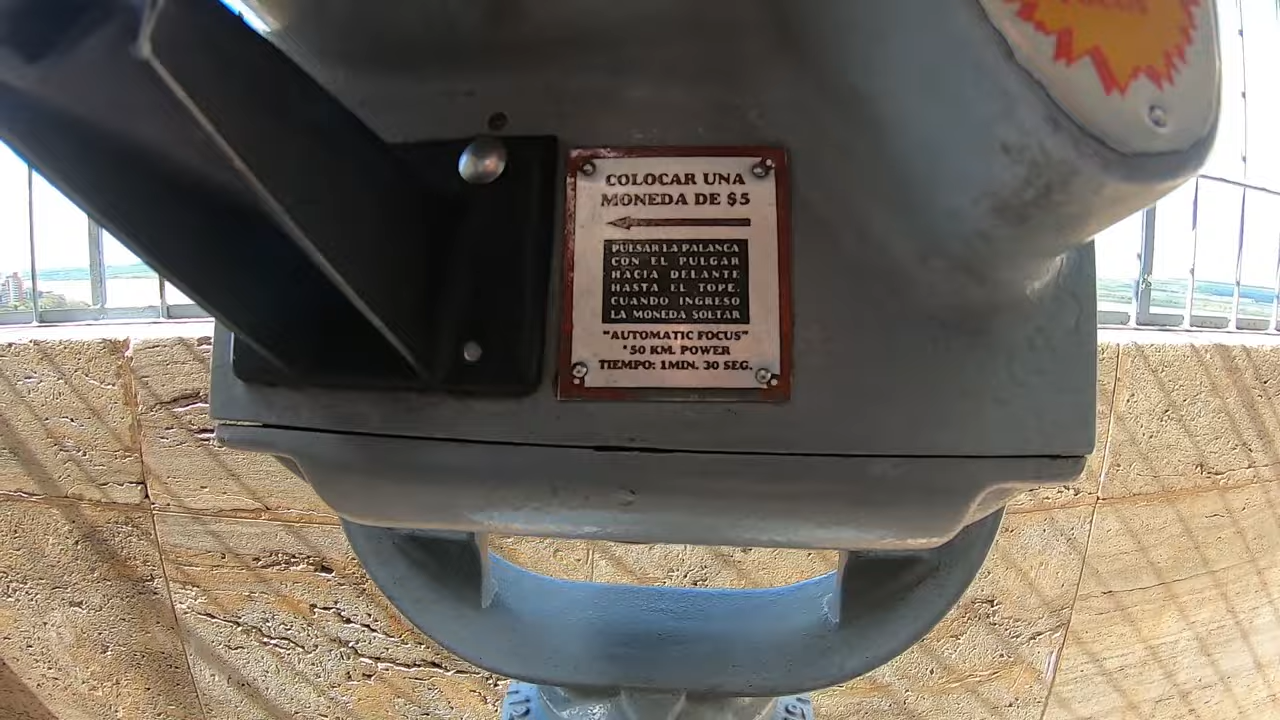 COLOCAR UNA
MONEDA DE $5
PULSAR LA PALANCA
CON EL PULGAR
HACIA DELANTE
HASTA EL TOPE.
CUANDO INGRESO
LA MONEDA SOLTAR
"AUTOMATIC FOCUS"
"50 KM. POWER
TIEMPO: 1MIN. 30 SEG.